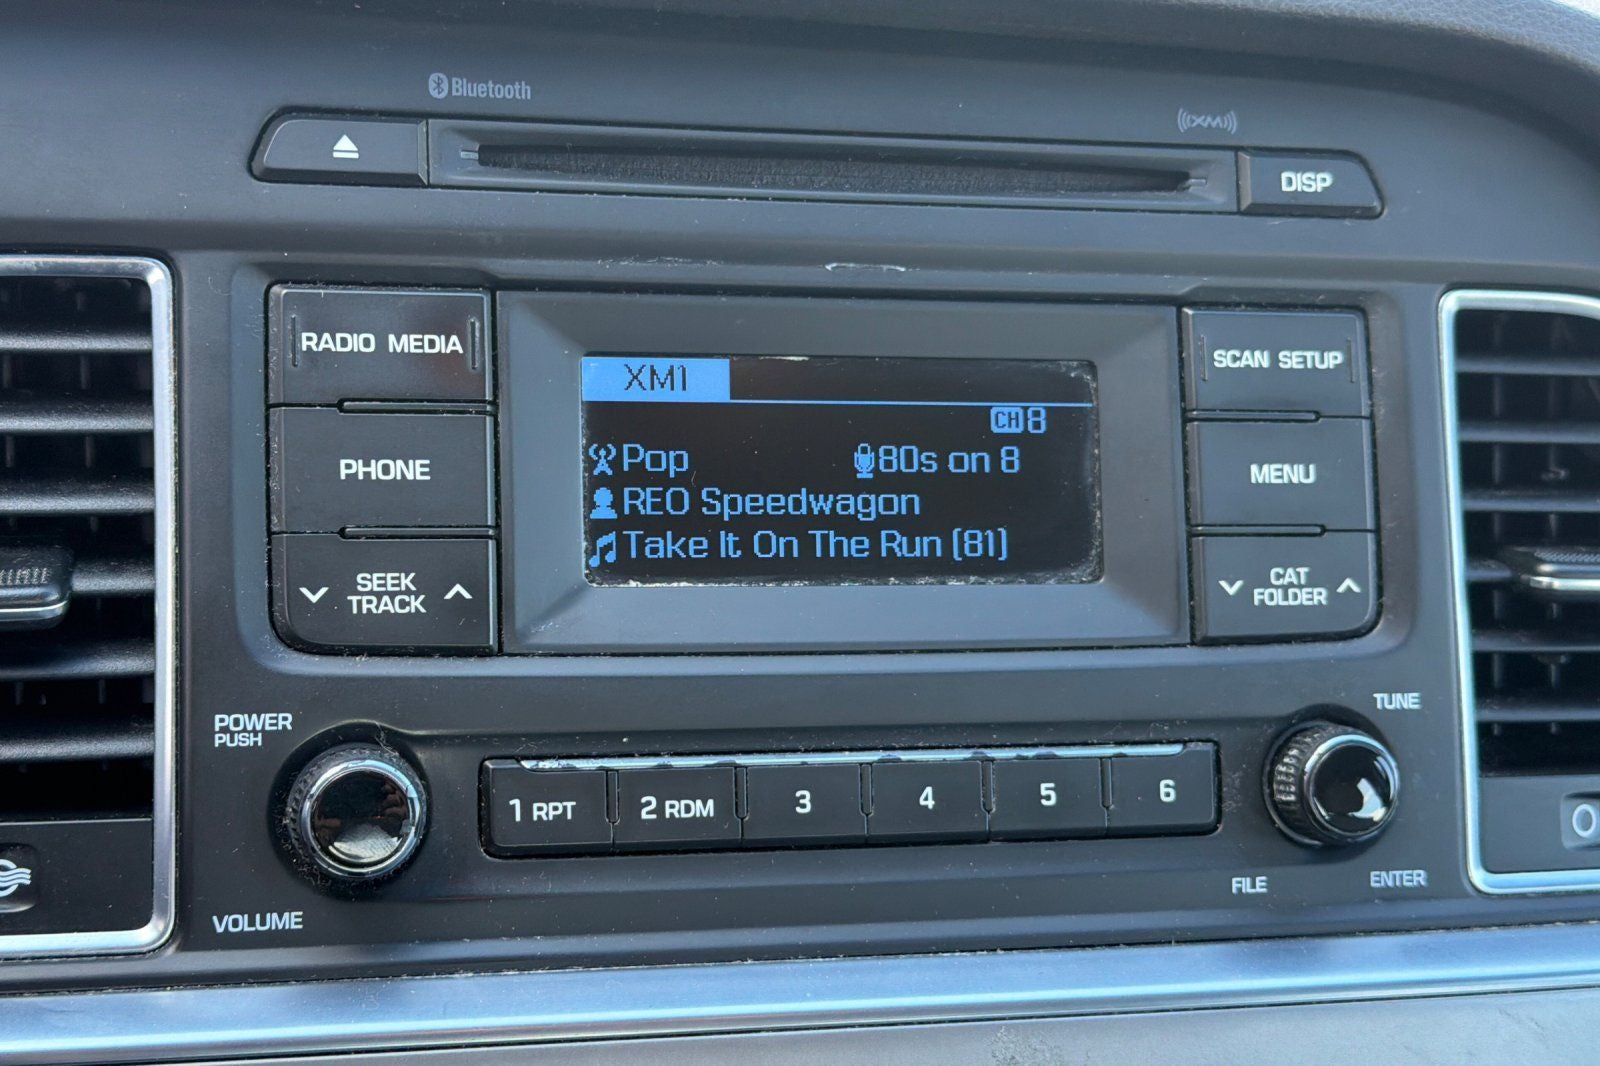 Bluetooth
XM
DISP
RADIO MEDIA
PHONE
SEEK
TRACK
XM1
CH 8
Pop 80s on 8
REO Speedwagon
Take It On The Run (81)
SCAN SETUP
MENU
CAT
FOLDER
POWER
PUSH
VOLUME
1 RPT
2 RDM
3
4
5
6
TUNE
FILE
ENTER